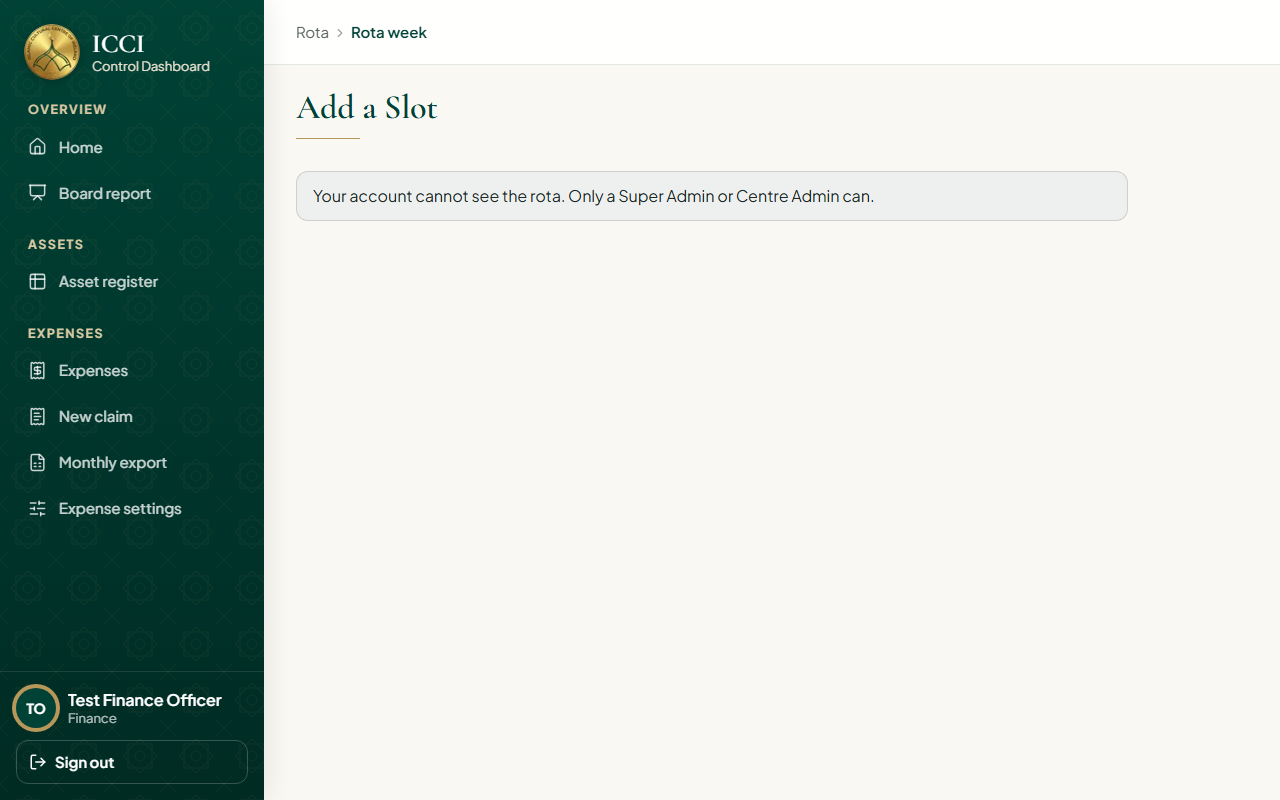 ICCI
Control Dashboard
OVERVIEW
Home
Board report
ASSETS
Asset register
EXPENSES
Expenses
New claim
Monthly export
Expense settings
TO
Test Finance Officer
Finance
Sign out
Rota > Rota week
Add a Slot
Your account cannot see the rota. Only a Super Admin or Centre Admin can.